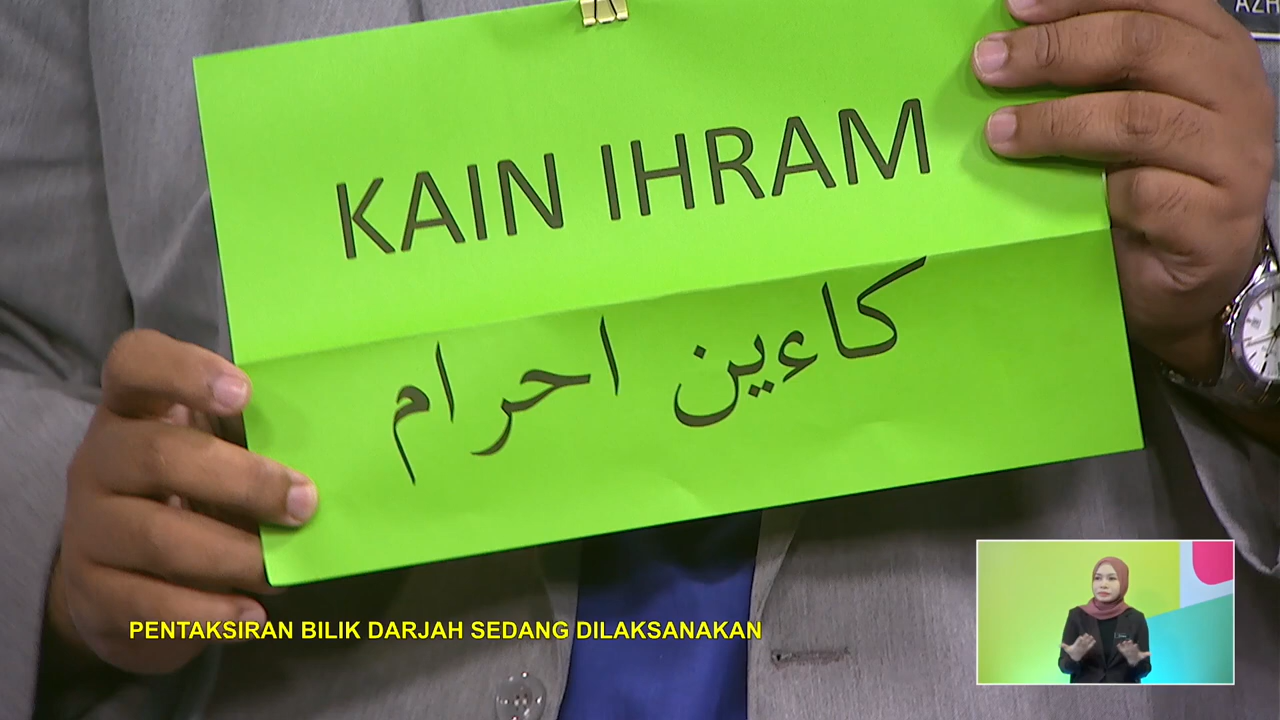 KAIN IHRAM
كاءين احرام
PENTAKSIRAN BILIK DARJAH SEDANG DILAKSANAKAN